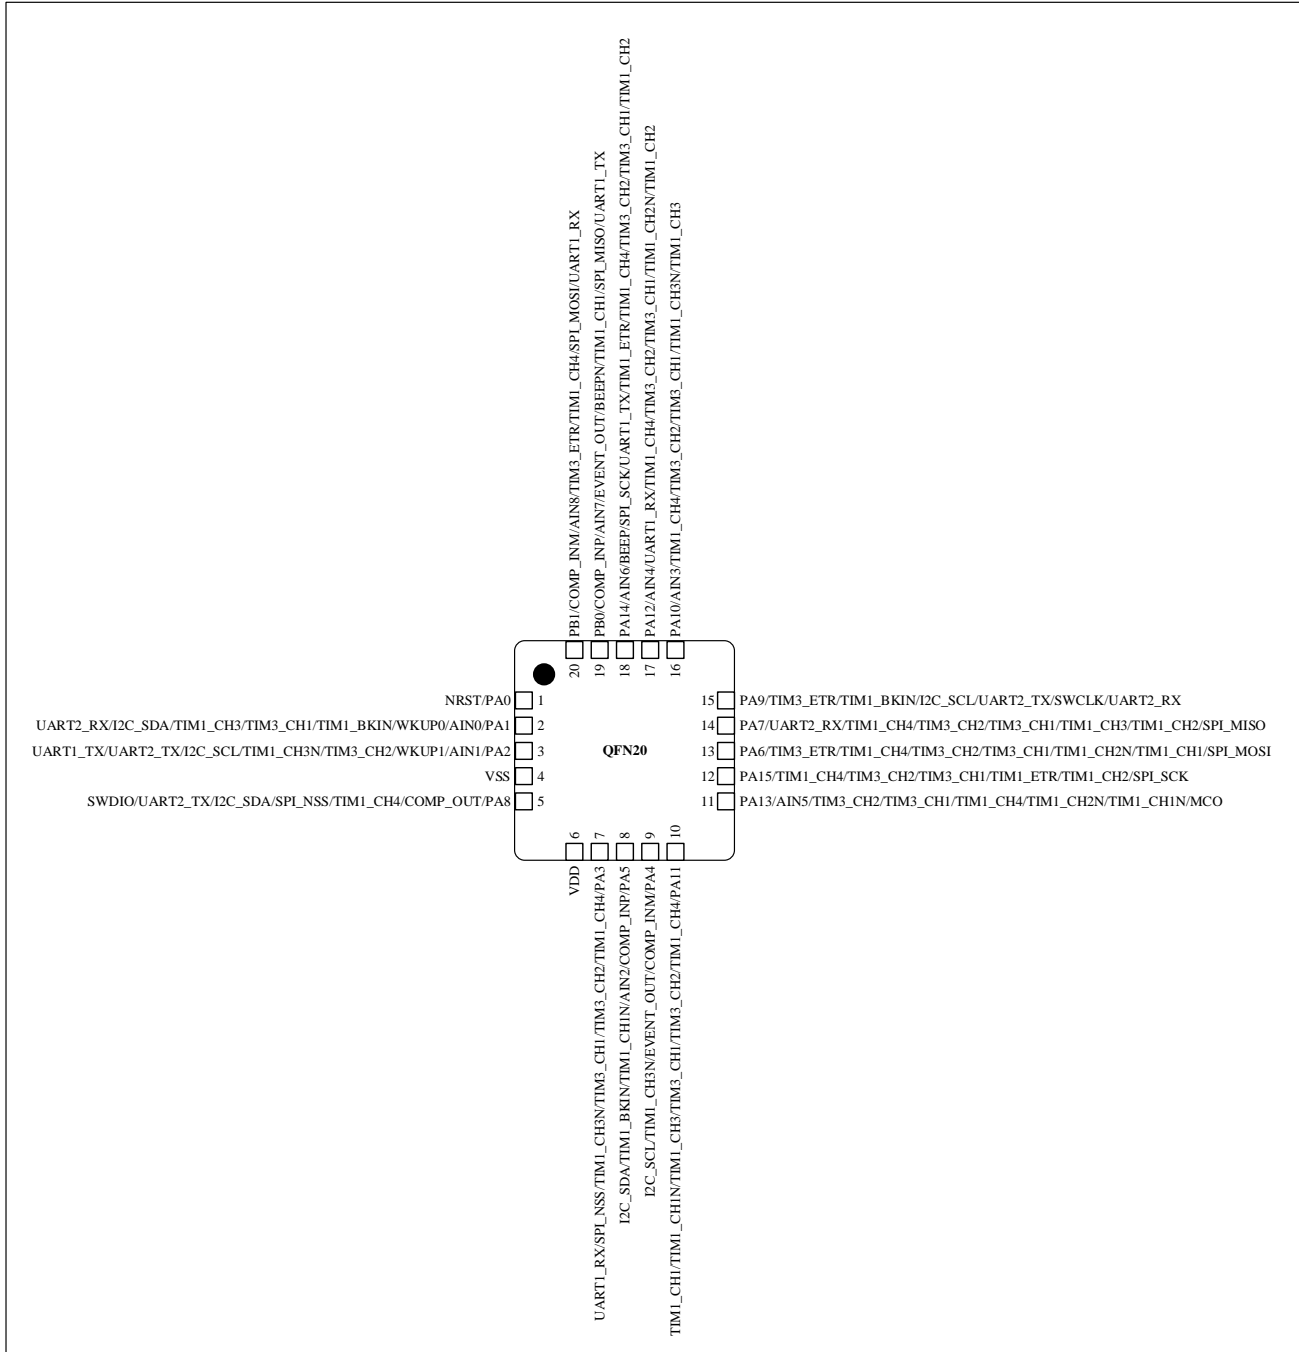 PB1/COMP_INM/AIN8/TIM3_ETR/TIM1_CH4/SPI_MOSI/UART1_RX
PB0/COMP_INP/AIN7/EVENT_OUT/BEEPN/TIM1_CH1/SPI_MISO/UART1_TX
PA14/AIN6/BEEP/SPI_SCK/UART1_TX/TIM1_ETR/TIM1_CH4/TIM3_CH2/TIM3_CH1/TIM1_CH2
PA12/AIN4/UART1_RX/TIM1_CH4/TIM3_CH2/TIM3_CH1/TIM1_CH2N/TIM1_CH2
PA10/AIN3/TIM1_CH4/TIM3_CH2/TIM3_CH1/TIM1_CH3N/TIM1_CH3
20
19
18
17
16
NRST/PA0 1
UART2_RX/I2C_SDA/TIM1_CH3/TIM3_CH1/TIM1_BKIN/WKUP0/AIN0/PA1 2
UART1_TX/UART2_TX/I2C_SCL/TIM1_CH3N/TIM3_CH2/WKUP1/AIN1/PA2 3
VSS 4
SWDIO/UART2_TX/I2C_SDA/SPI_NSS/TIM1_CH4/COMP_OUT/PA8 5
QFN20
15 PA9/TIM3_ETR/TIM1_BKIN/I2C_SCL/UART2_TX/SWCLK/UART2_RX
14 PA7/UART2_RX/TIM1_CH4/TIM3_CH2/TIM3_CH1/TIM1_CH3/TIM1_CH2/SPI_MISO
13 PA6/TIM3_ETR/TIM1_CH4/TIM3_CH2/TIM3_CH1/TIM1_CH2N/TIM1_CH1/SPI_MOSI
12 PA15/TIM1_CH4/TIM3_CH2/TIM3_CH1/TIM1_ETR/TIM1_CH2/SPI_SCK
11 PA13/AIN5/TIM3_CH2/TIM3_CH1/TIM1_CH4/TIM1_CH2N/TIM1_CH1N/MCO
6
7
8
9
10
VDD
UART1_RX/SPI_NSS/TIM1_CH3N/TIM3_CH1/TIM3_CH2/TIM1_CH4/PA3
I2C_SDA/TIM1_BKIN/TIM1_CH1N/AIN2/COMP_INP/PA5
I2C_SCL/TIM1_CH3N/EVENT_OUT/COMP_INM/PA4
TIM1_CH1/TIM1_CH1N/TIM1_CH3/TIM3_CH1/TIM3_CH2/TIM1_CH4/PA11